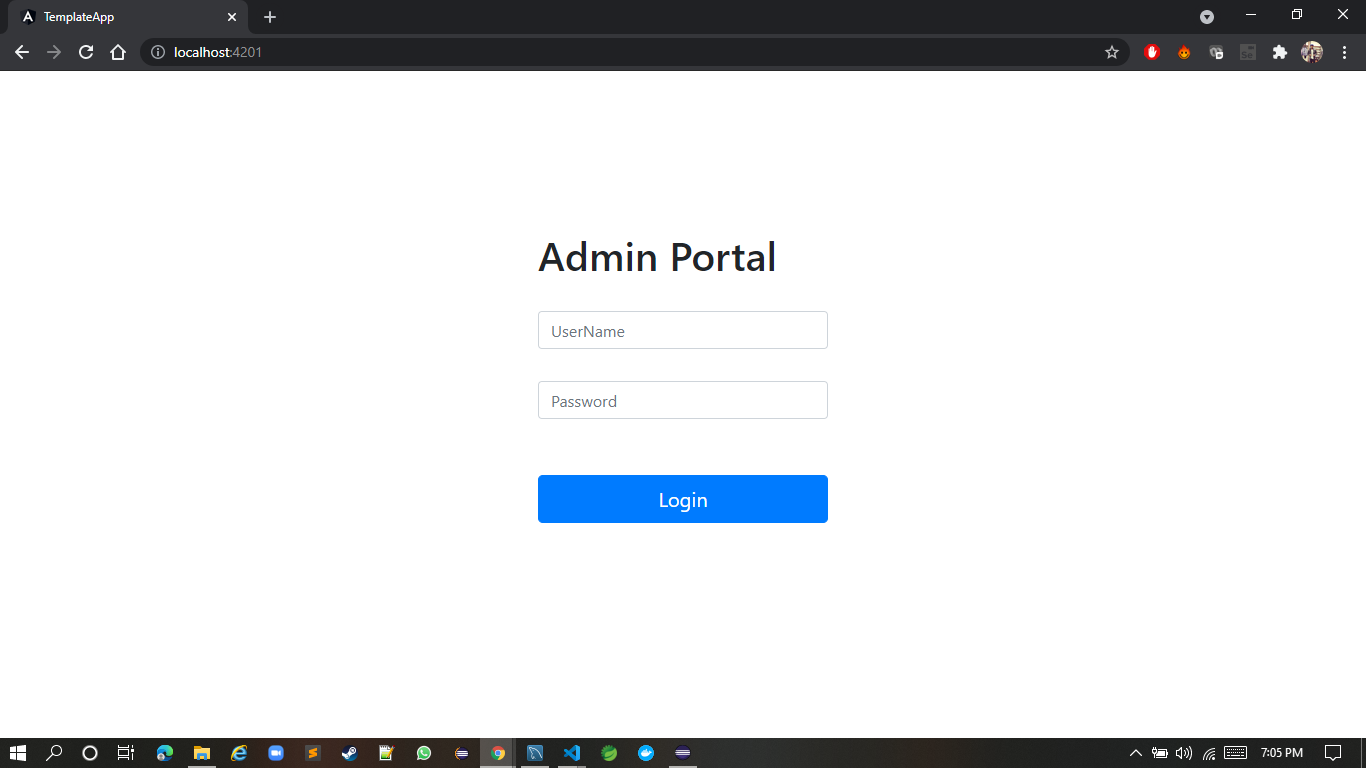 TemplateApp
localhost:4201
Admin Portal
UserName
Password
Login
7:05 PM